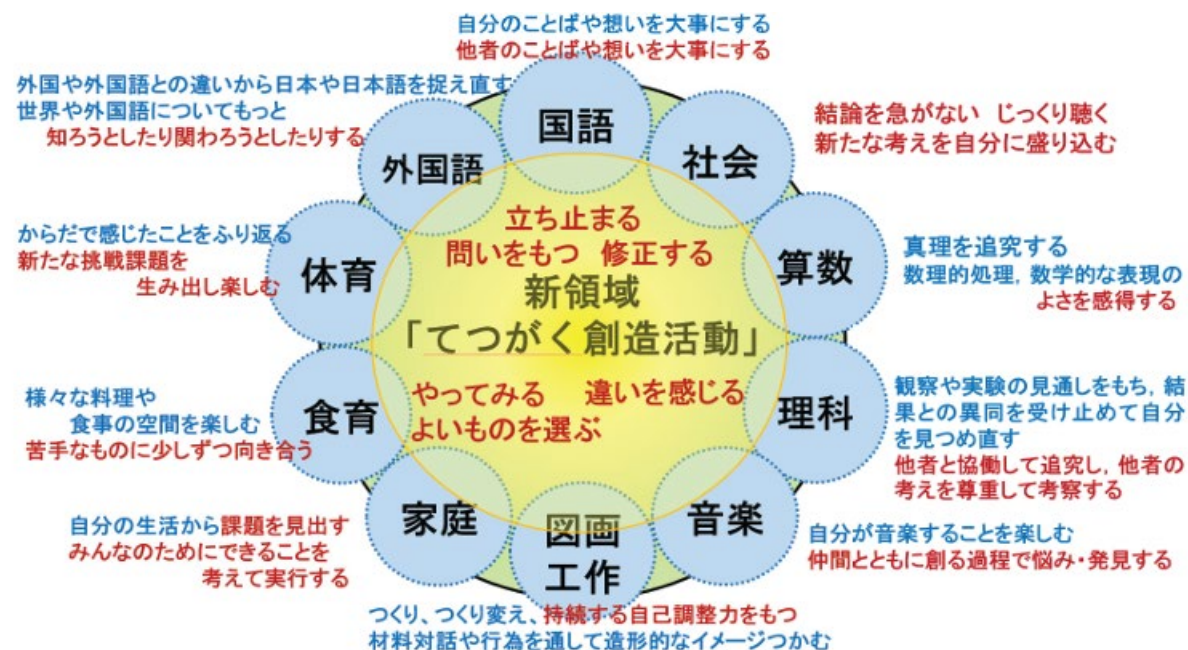 自分のことばや想いを大事にする
他者のことばや想いを大事にする
国語
外国や外国語との違いから日本や日本語を捉え直す
世界や外国語についてもっと
知ろうとしたり関わろうとしたりする
外国語
社会
結論を急がない じっくり聴く
新たな考えを自分に盛り込む
からだで感じたことをふり返る
新たな挑戦課題を
生み出し楽しむ
体育
算数
真理を追究する
数理的処理, 数学的な表現の
よさを感得する
立ち止まる
問いをもつ 修正する
新領域
「てつがく創造活動」
やってみる 違いを感じる
よいものを選ぶ
様々な料理や
食事の空間を楽しむ
苦手なものに少しずつ向き合う
食育
理科
観察や実験の見通しをもち, 結
果との異同を受け止めて自分
を見つめ直す
他者と協働して追究し, 他者の
考えを尊重して考察する
自分の生活から課題を見出す
みんなのためにできることを
考えて実行する
家庭
図画
工作
音楽
自分が音楽することを楽しむ
仲間とともに創る過程で悩み・発見する
つくり、つくり変え、持続する自己調整力をもつ
材料対話や行為を通して造形的なイメージつかむ